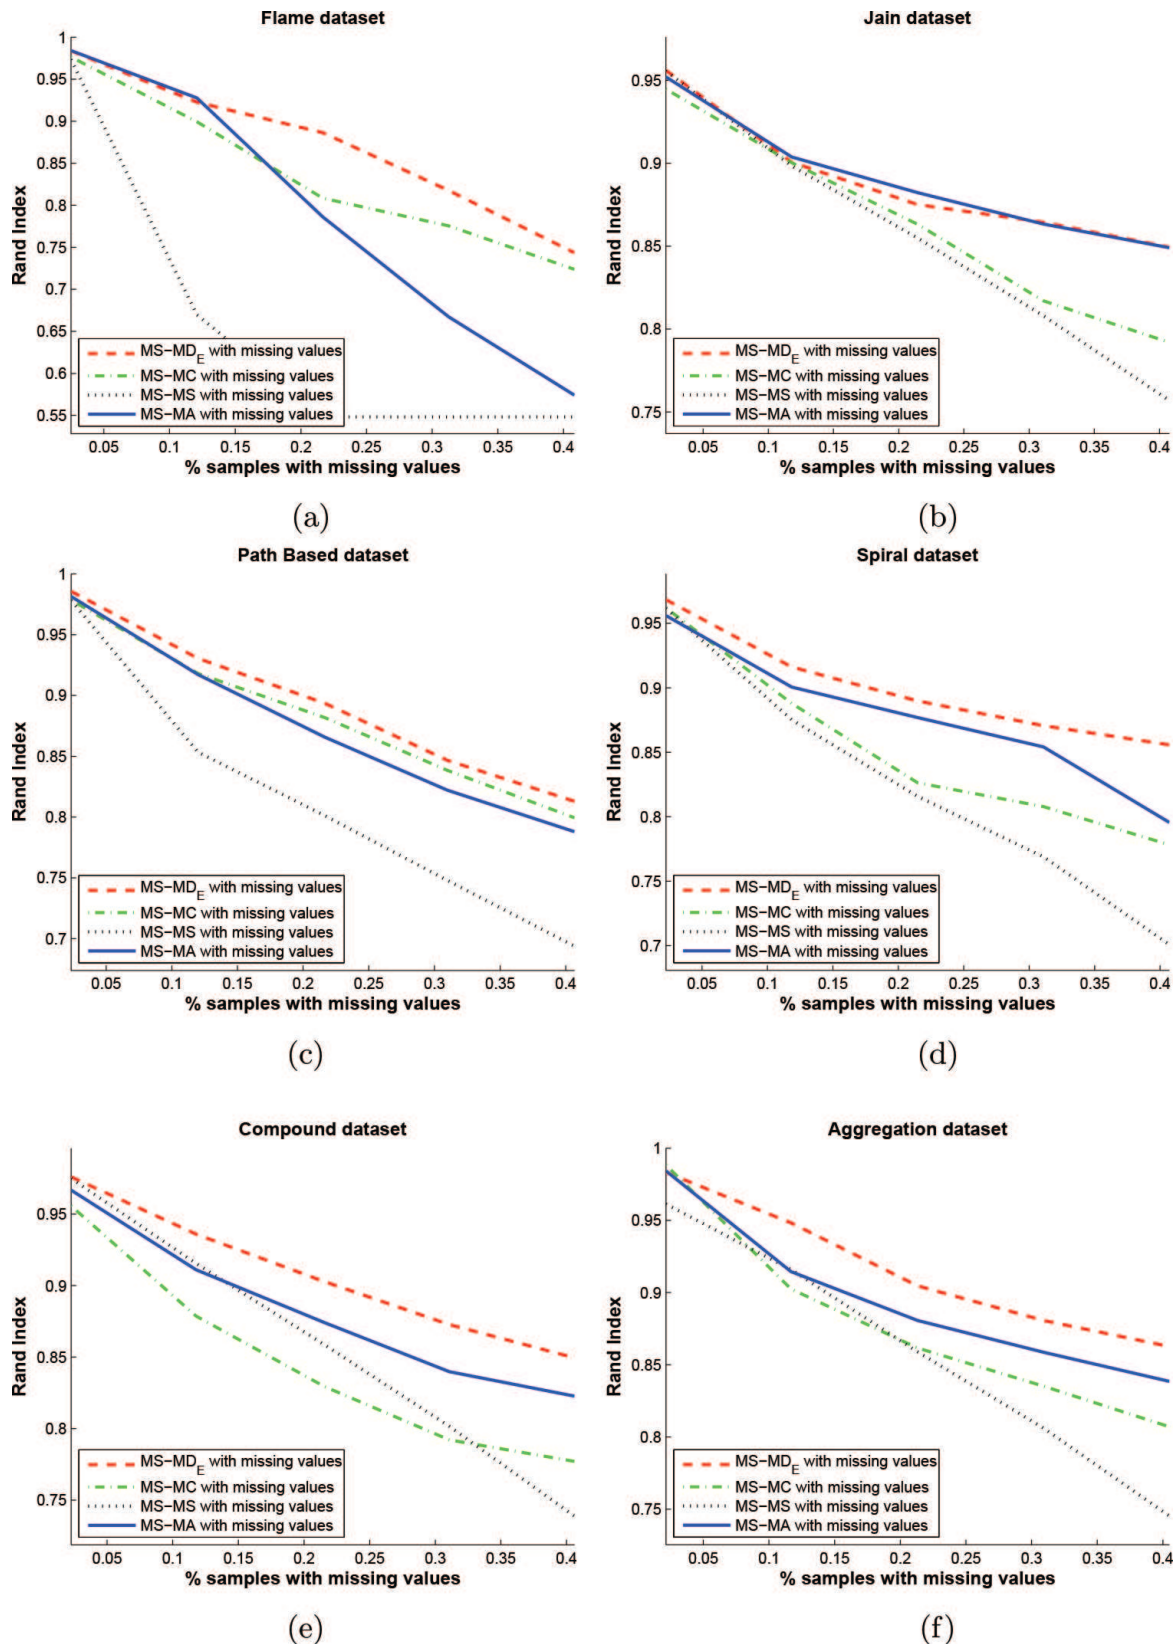 Flame dataset
1
0.95
0.9
0.85
0.8
0.75
0.7
0.65
0.6
0.55
Rand Index
MS−MD_E with missing values
MS−MC with missing values
MS−MS with missing values
MS−MA with missing values
0.05 0.1 0.15 0.2 0.25 0.3 0.35 0.4
% samples with missing values
(a)
Jain dataset
0.95
0.9
0.85
0.8
0.75
Rand Index
MS−MD_E with missing values
MS−MC with missing values
MS−MS with missing values
MS−MA with missing values
0.05 0.1 0.15 0.2 0.25 0.3 0.35 0.4
% samples with missing values
(b)
Path Based dataset
1
0.95
0.9
0.85
0.8
0.75
0.7
Rand Index
MS−MD_E with missing values
MS−MC with missing values
MS−MS with missing values
MS−MA with missing values
0.05 0.1 0.15 0.2 0.25 0.3 0.35 0.4
% samples with missing values
(c)
Spiral dataset
0.95
0.9
0.85
0.8
0.75
0.7
Rand Index
MS−MD_E with missing values
MS−MC with missing values
MS−MS with missing values
MS−MA with missing values
0.05 0.1 0.15 0.2 0.25 0.3 0.35 0.4
% samples with missing values
(d)
Compound dataset
0.95
0.9
0.85
0.8
0.75
Rand Index
MS−MD_E with missing values
MS−MC with missing values
MS−MS with missing values
MS−MA with missing values
0.05 0.1 0.15 0.2 0.25 0.3 0.35 0.4
% samples with missing values
(e)
Aggregation dataset
1
0.95
0.9
0.85
0.8
0.75
Rand Index
MS−MD_E with missing values
MS−MC with missing values
MS−MS with missing values
MS−MA with missing values
0.05 0.1 0.15 0.2 0.25 0.3 0.35 0.4
% samples with missing values
(f)